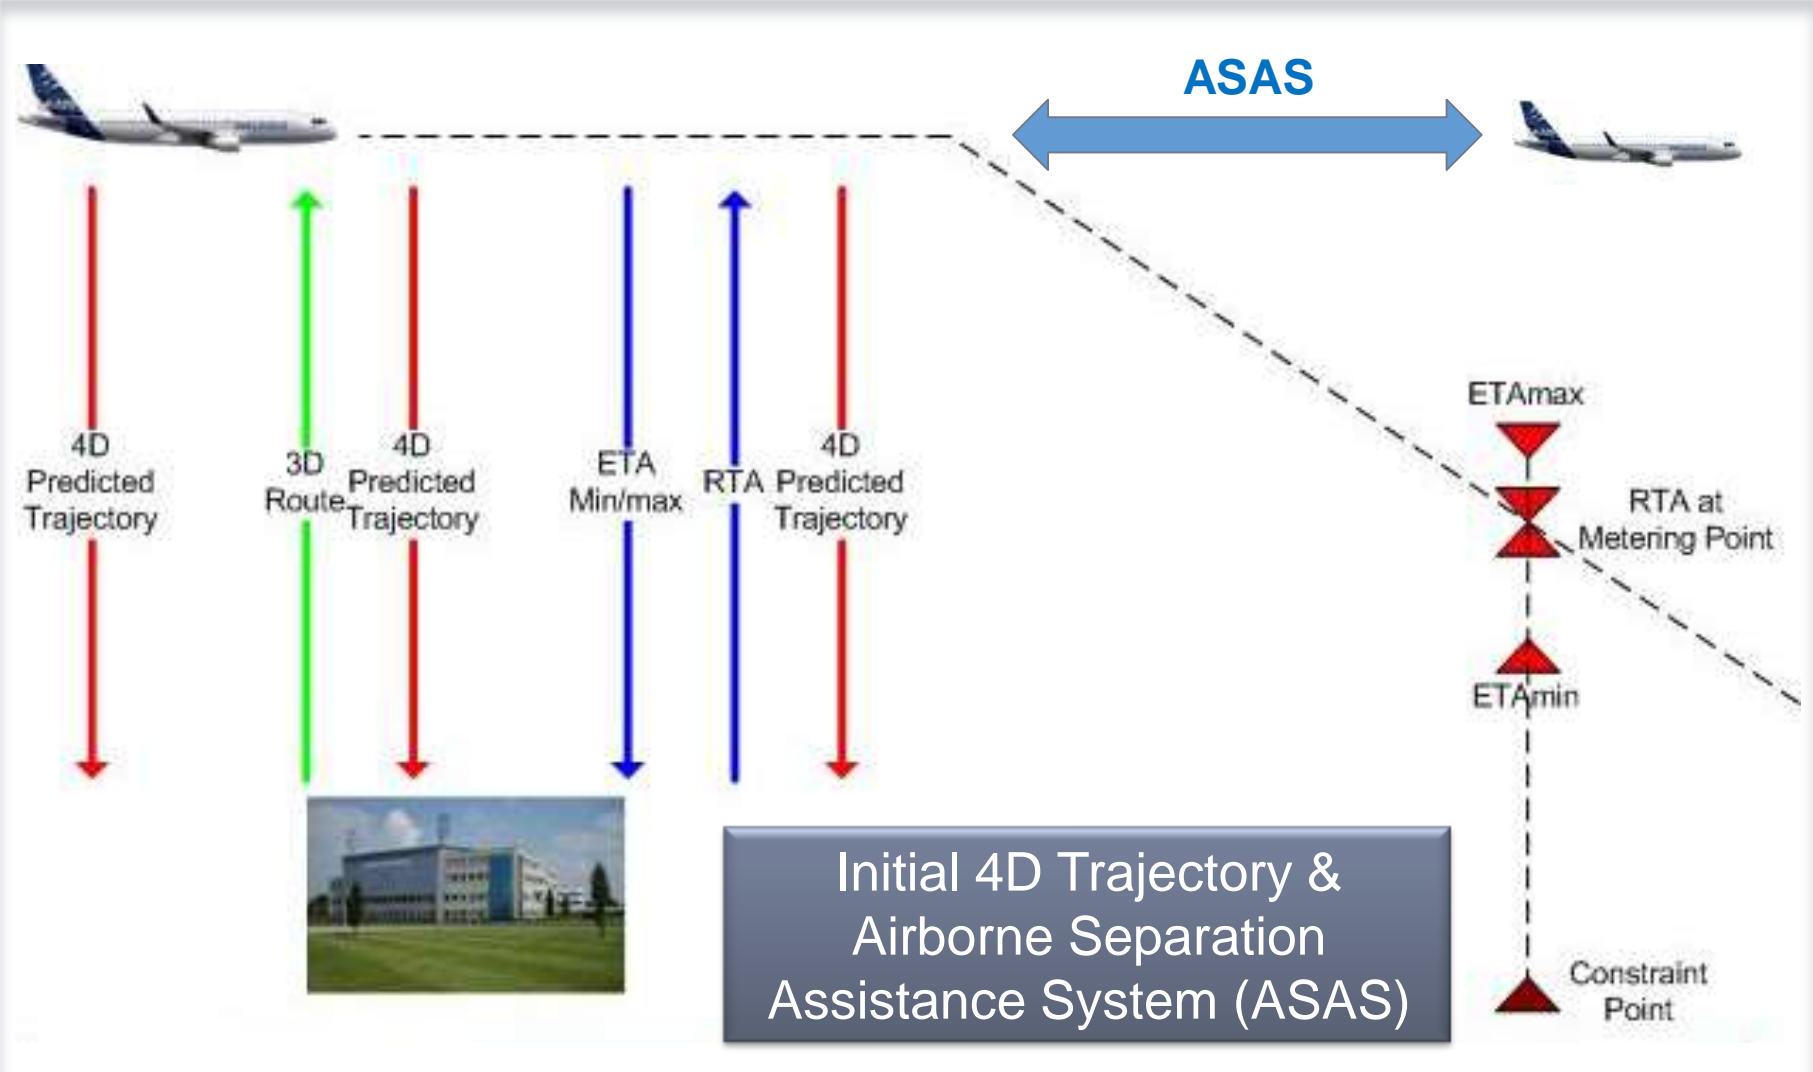 ASAS
4D
Predicted
Trajectory
3D
Route
4D
Predicted
Trajectory
ETA
Min/max
RTA
4D
Predicted
Trajectory
ETAmax
RTA at
Metering Point
ETAmin
Constraint
Point
Initial 4D Trajectory &
Airborne Separation
Assistance System (ASAS)